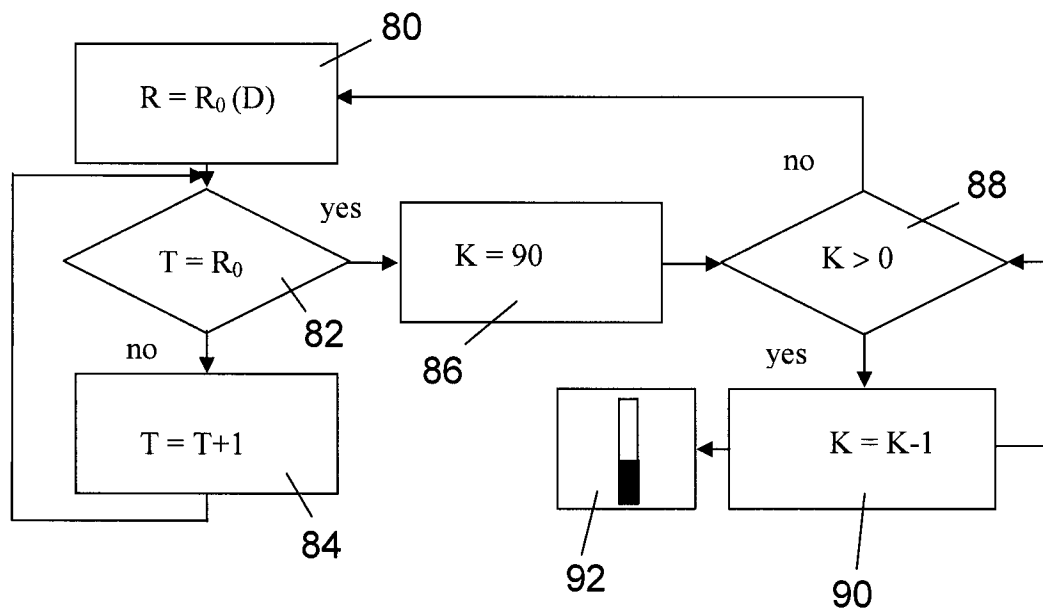 80
R = R₀ (D)
no
88
yes
T = R₀
K = 90
K > 0
82
no
86
yes
T = T+1
K = K-1
84
92
90